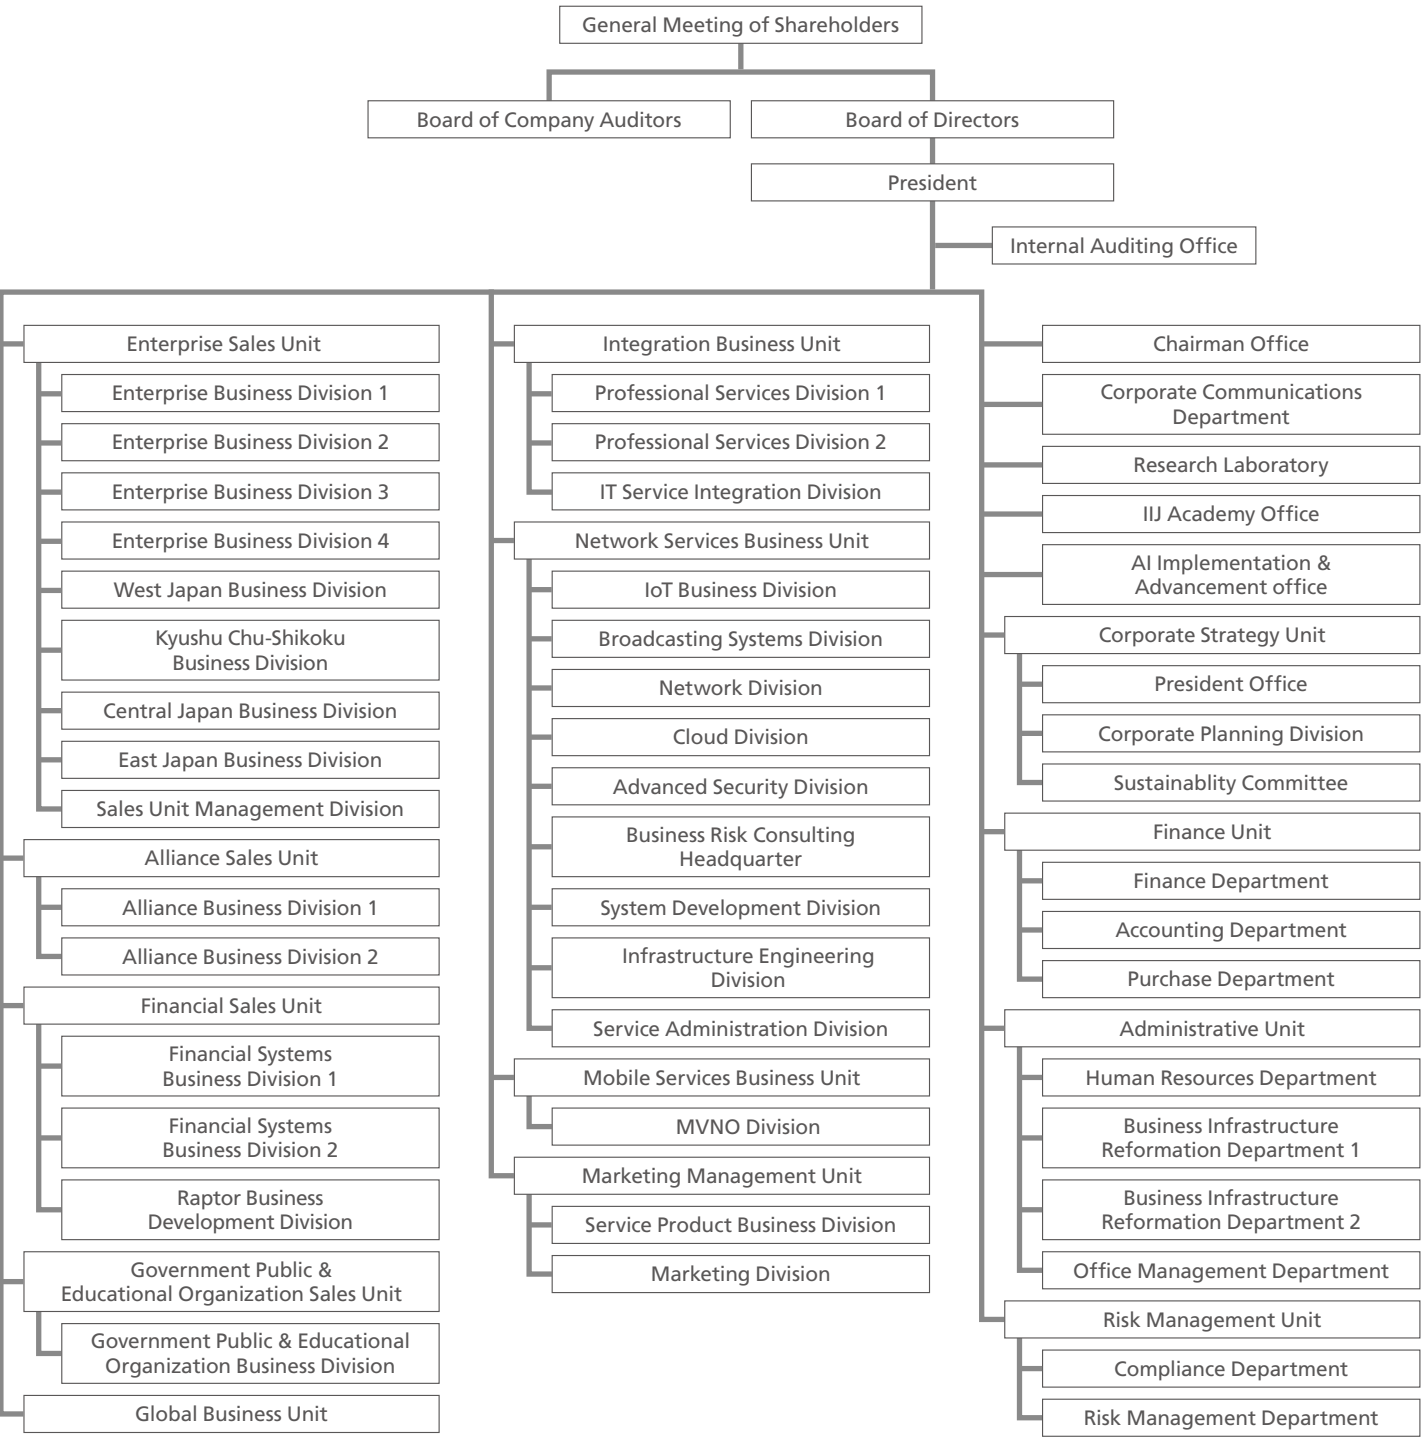 General Meeting of Shareholders
Board of Company Auditors
Board of Directors
President
Internal Auditing Office
Enterprise Sales Unit
Enterprise Business Division 1
Enterprise Business Division 2
Enterprise Business Division 3
Enterprise Business Division 4
West Japan Business Division
Kyushu Chu-Shikoku
Business Division
Central Japan Business Division
East Japan Business Division
Sales Unit Management Division
Alliance Sales Unit
Alliance Business Division 1
Alliance Business Division 2
Financial Sales Unit
Financial Systems
Business Division 1
Financial Systems
Business Division 2
Raptor Business
Development Division
Government Public &
Educational Organization Sales Unit
Government Public & Educational
Organization Business Division
Global Business Unit
Integration Business Unit
Professional Services Division 1
Professional Services Division 2
IT Service Integration Division
Network Services Business Unit
IoT Business Division
Broadcasting Systems Division
Network Division
Cloud Division
Advanced Security Division
Business Risk Consulting
Headquarter
System Development Division
Infrastructure Engineering
Division
Service Administration Division
Mobile Services Business Unit
MVNO Division
Marketing Management Unit
Service Product Business Division
Marketing Division
Chairman Office
Corporate Communications
Department
Research Laboratory
IIJ Academy Office
AI Implementation &
Advancement office
Corporate Strategy Unit
President Office
Corporate Planning Division
Sustainablity Committee
Finance Unit
Finance Department
Accounting Department
Purchase Department
Administrative Unit
Human Resources Department
Business Infrastructure
Reformation Department 1
Business Infrastructure
Reformation Department 2
Office Management Department
Risk Management Unit
Compliance Department
Risk Management Department